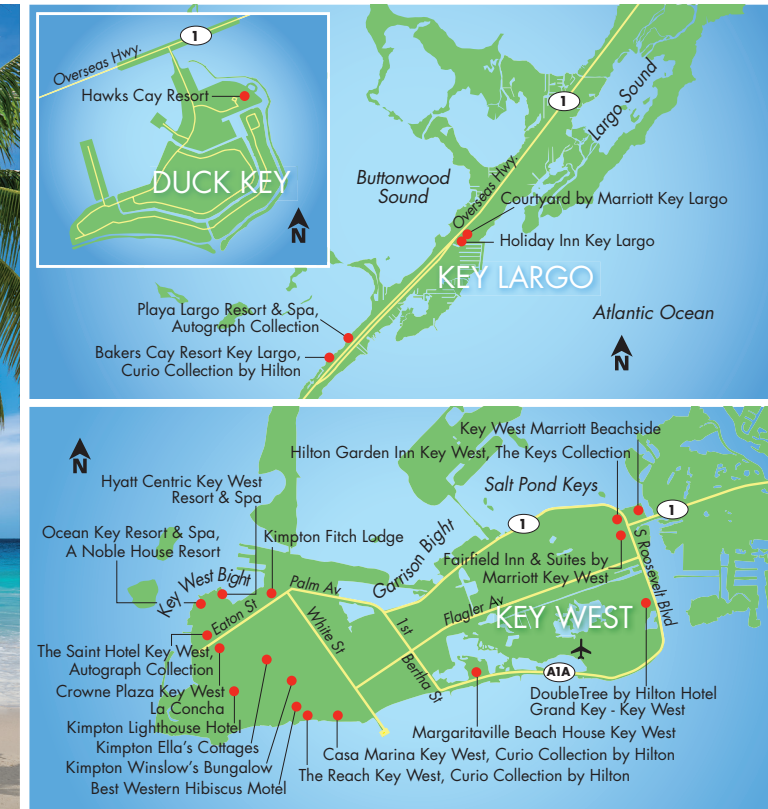 1
Overseas Hwy.
Hawks Cay Resort
DUCK KEY
N
1
Largo Sound
Buttonwood
Sound
Overseas Hwy.
Courtyard by Marriott Key Largo
Holiday Inn Key Largo
KEY LARGO
Playa Largo Resort & Spa,
Autograph Collection
Atlantic Ocean
Bakers Cay Resort Key Largo,
Curio Collection by Hilton
N
N
Key West Marriott Beachside
Hilton Garden Inn Key West, The Keys Collection
Hyatt Centric Key West
Resort & Spa
Salt Pond Keys
1
1
Ocean Key Resort & Spa,
A Noble House Resort
Kimpton Fitch Lodge
Garrison Bight
S Roosevelt Blvd
Fairfield Inn & Suites by
Marriott Key West
Key West Bight
Palm Av
Eaton St
White St
1st
Flagler Av
KEY WEST
The Saint Hotel Key West,
Autograph Collection
Bertha St
A1A
Crowne Plaza Key West
La Concha
DoubleTree by Hilton Hotel
Grand Key - Key West
Kimpton Lighthouse Hotel
Margaritaville Beach House Key West
Kimpton Ella's Cottages
Casa Marina Key West, Curio Collection by Hilton
Kimpton Winslow's Bungalow
The Reach Key West, Curio Collection by Hilton
Best Western Hibiscus Motel